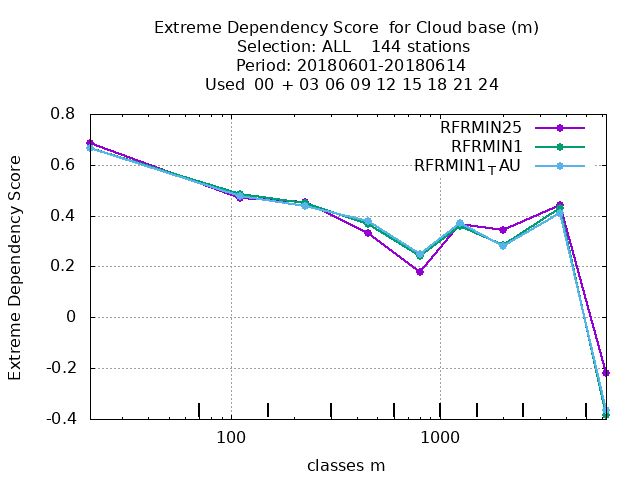 Extreme Dependency Score  for Cloud base (m)
Selection: ALL    144 stations
Period: 20180601-20180614
Used  00 + 03 06 09 12 15 18 21 24
0.8
0.6
0.4
0.2
0
-0.2
-0.4
Extreme Dependency Score
RFRMIN25
RFRMIN1
RFRMIN1TAU
100
1000
classes m